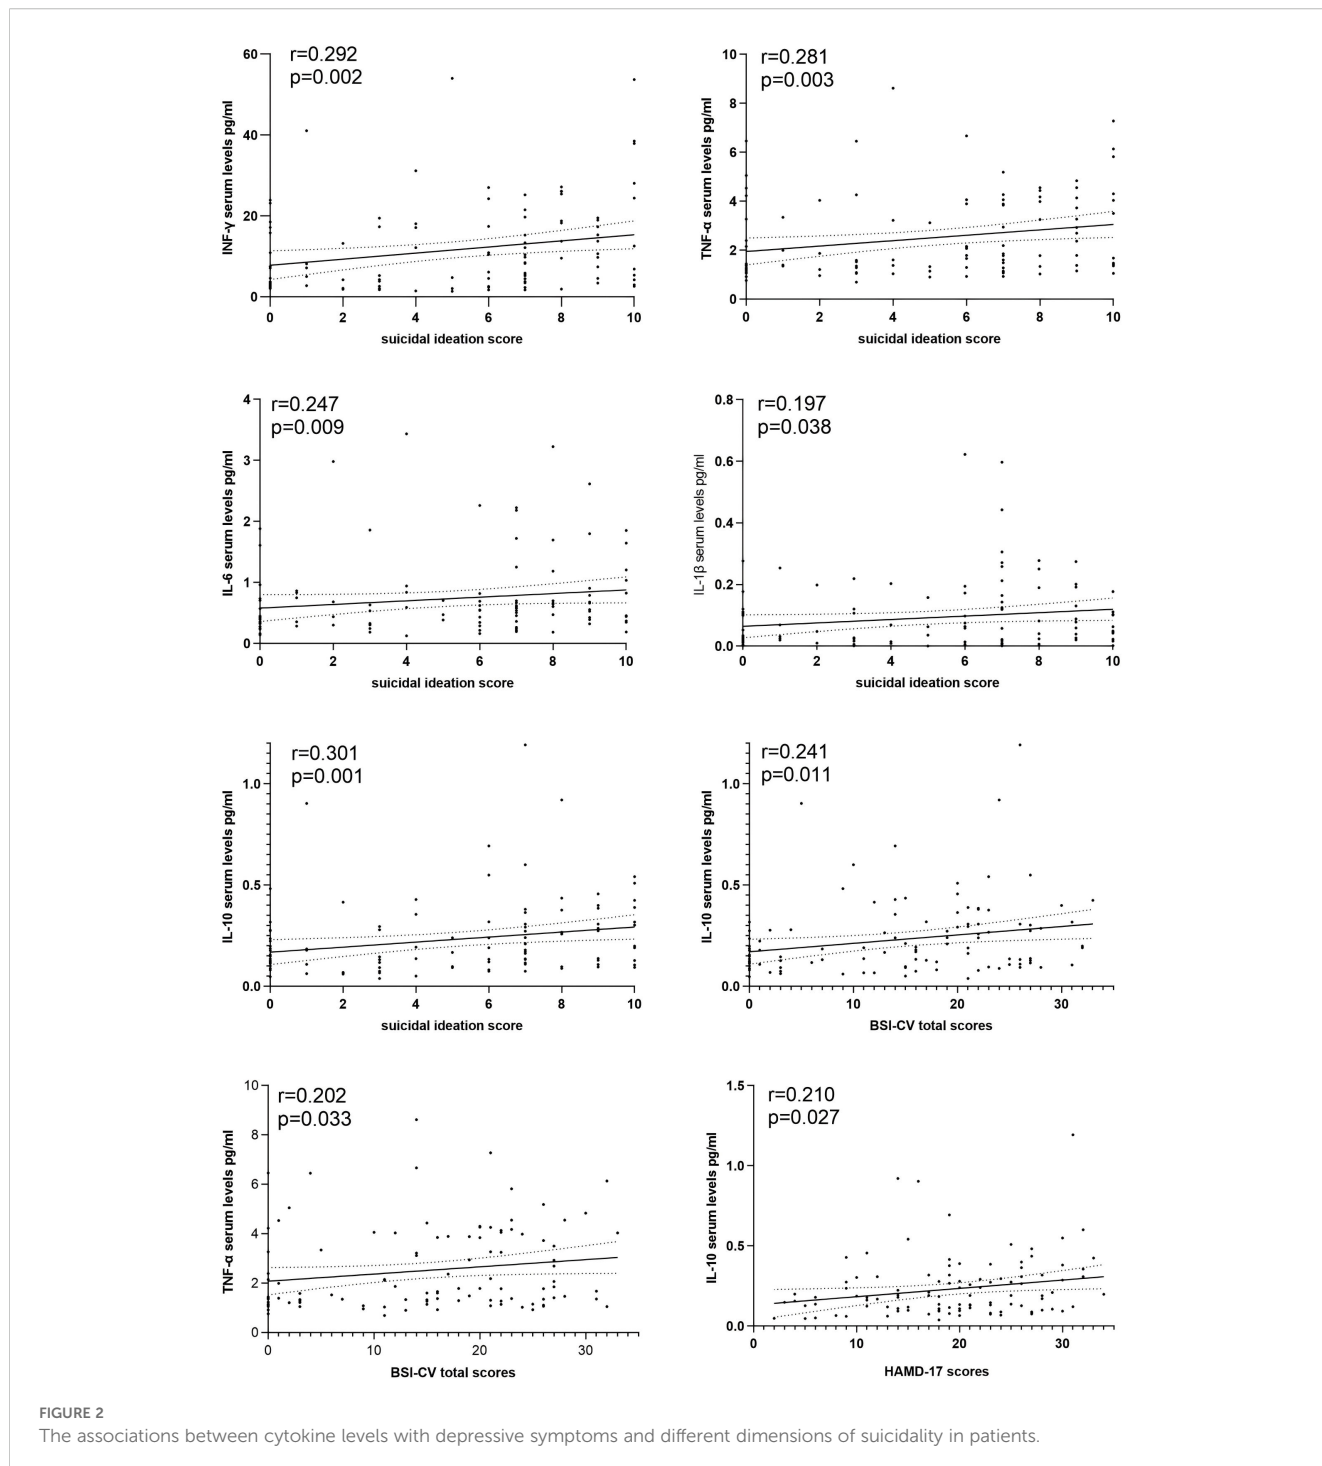 r=0.292
p=0.002
INF-γ serum levels pg/ml
60
40
20
0
0 2 4 6 8 10
suicidal ideation score
r=0.281
p=0.003
TNF-α serum levels pg/ml
10
8
6
4
2
0
0 2 4 6 8 10
suicidal ideation score
r=0.247
p=0.009
IL-6 serum levels pg/ml
4
3
2
1
0
0 2 4 6 8 10
suicidal ideation score
r=0.197
p=0.038
IL-1β serum levels pg/ml
0.8
0.6
0.4
0.2
0.0
0 2 4 6 8 10
suicidal ideation score
r=0.301
p=0.001
IL-10 serum levels pg/ml
1.0
0.5
0.0
0 2 4 6 8 10
suicidal ideation score
r=0.241
p=0.011
IL-10 serum levels pg/ml
1.0
0.5
0.0
0 10 20 30
BSI-CV total scores
r=0.202
p=0.033
TNF-α serum levels pg/ml
10
8
6
4
2
0
0 10 20 30
BSI-CV total scores
r=0.210
p=0.027
IL-10 serum levels pg/ml
1.5
1.0
0.5
0.0
0 10 20 30
HAMD-17 scores
FIGURE 2
The associations between cytokine levels with depressive symptoms and different dimensions of suicidality in patients.